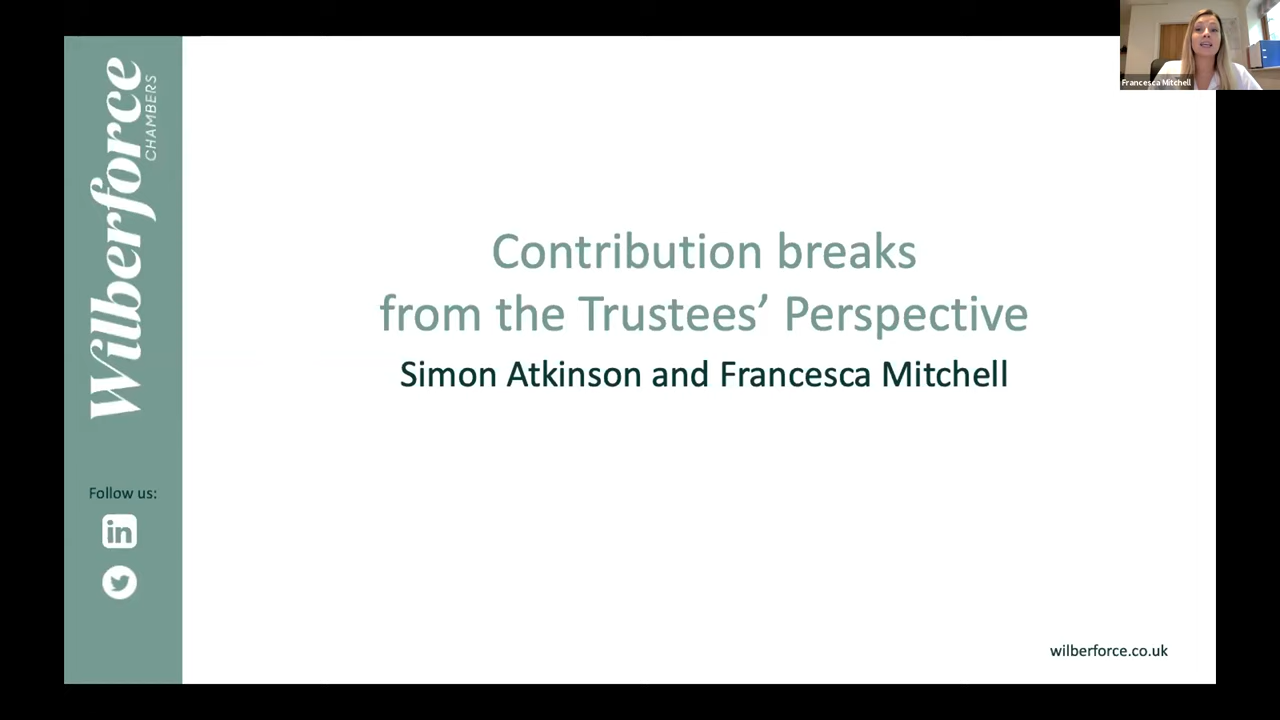 Wilberforce
CHAMBERS
Francesca Mitchell
Contribution breaks
from the Trustees’ Perspective
Simon Atkinson and Francesca Mitchell
Follow us:
in
wilberforce.co.uk